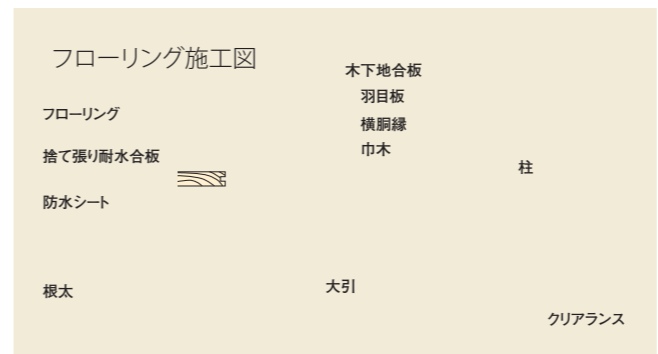 フローリング施工図
木下地合板
羽目板
フローリング
横胴縁
巾木
捨て張り耐水合板
柱
防水シート
大引
根太
クリアランス